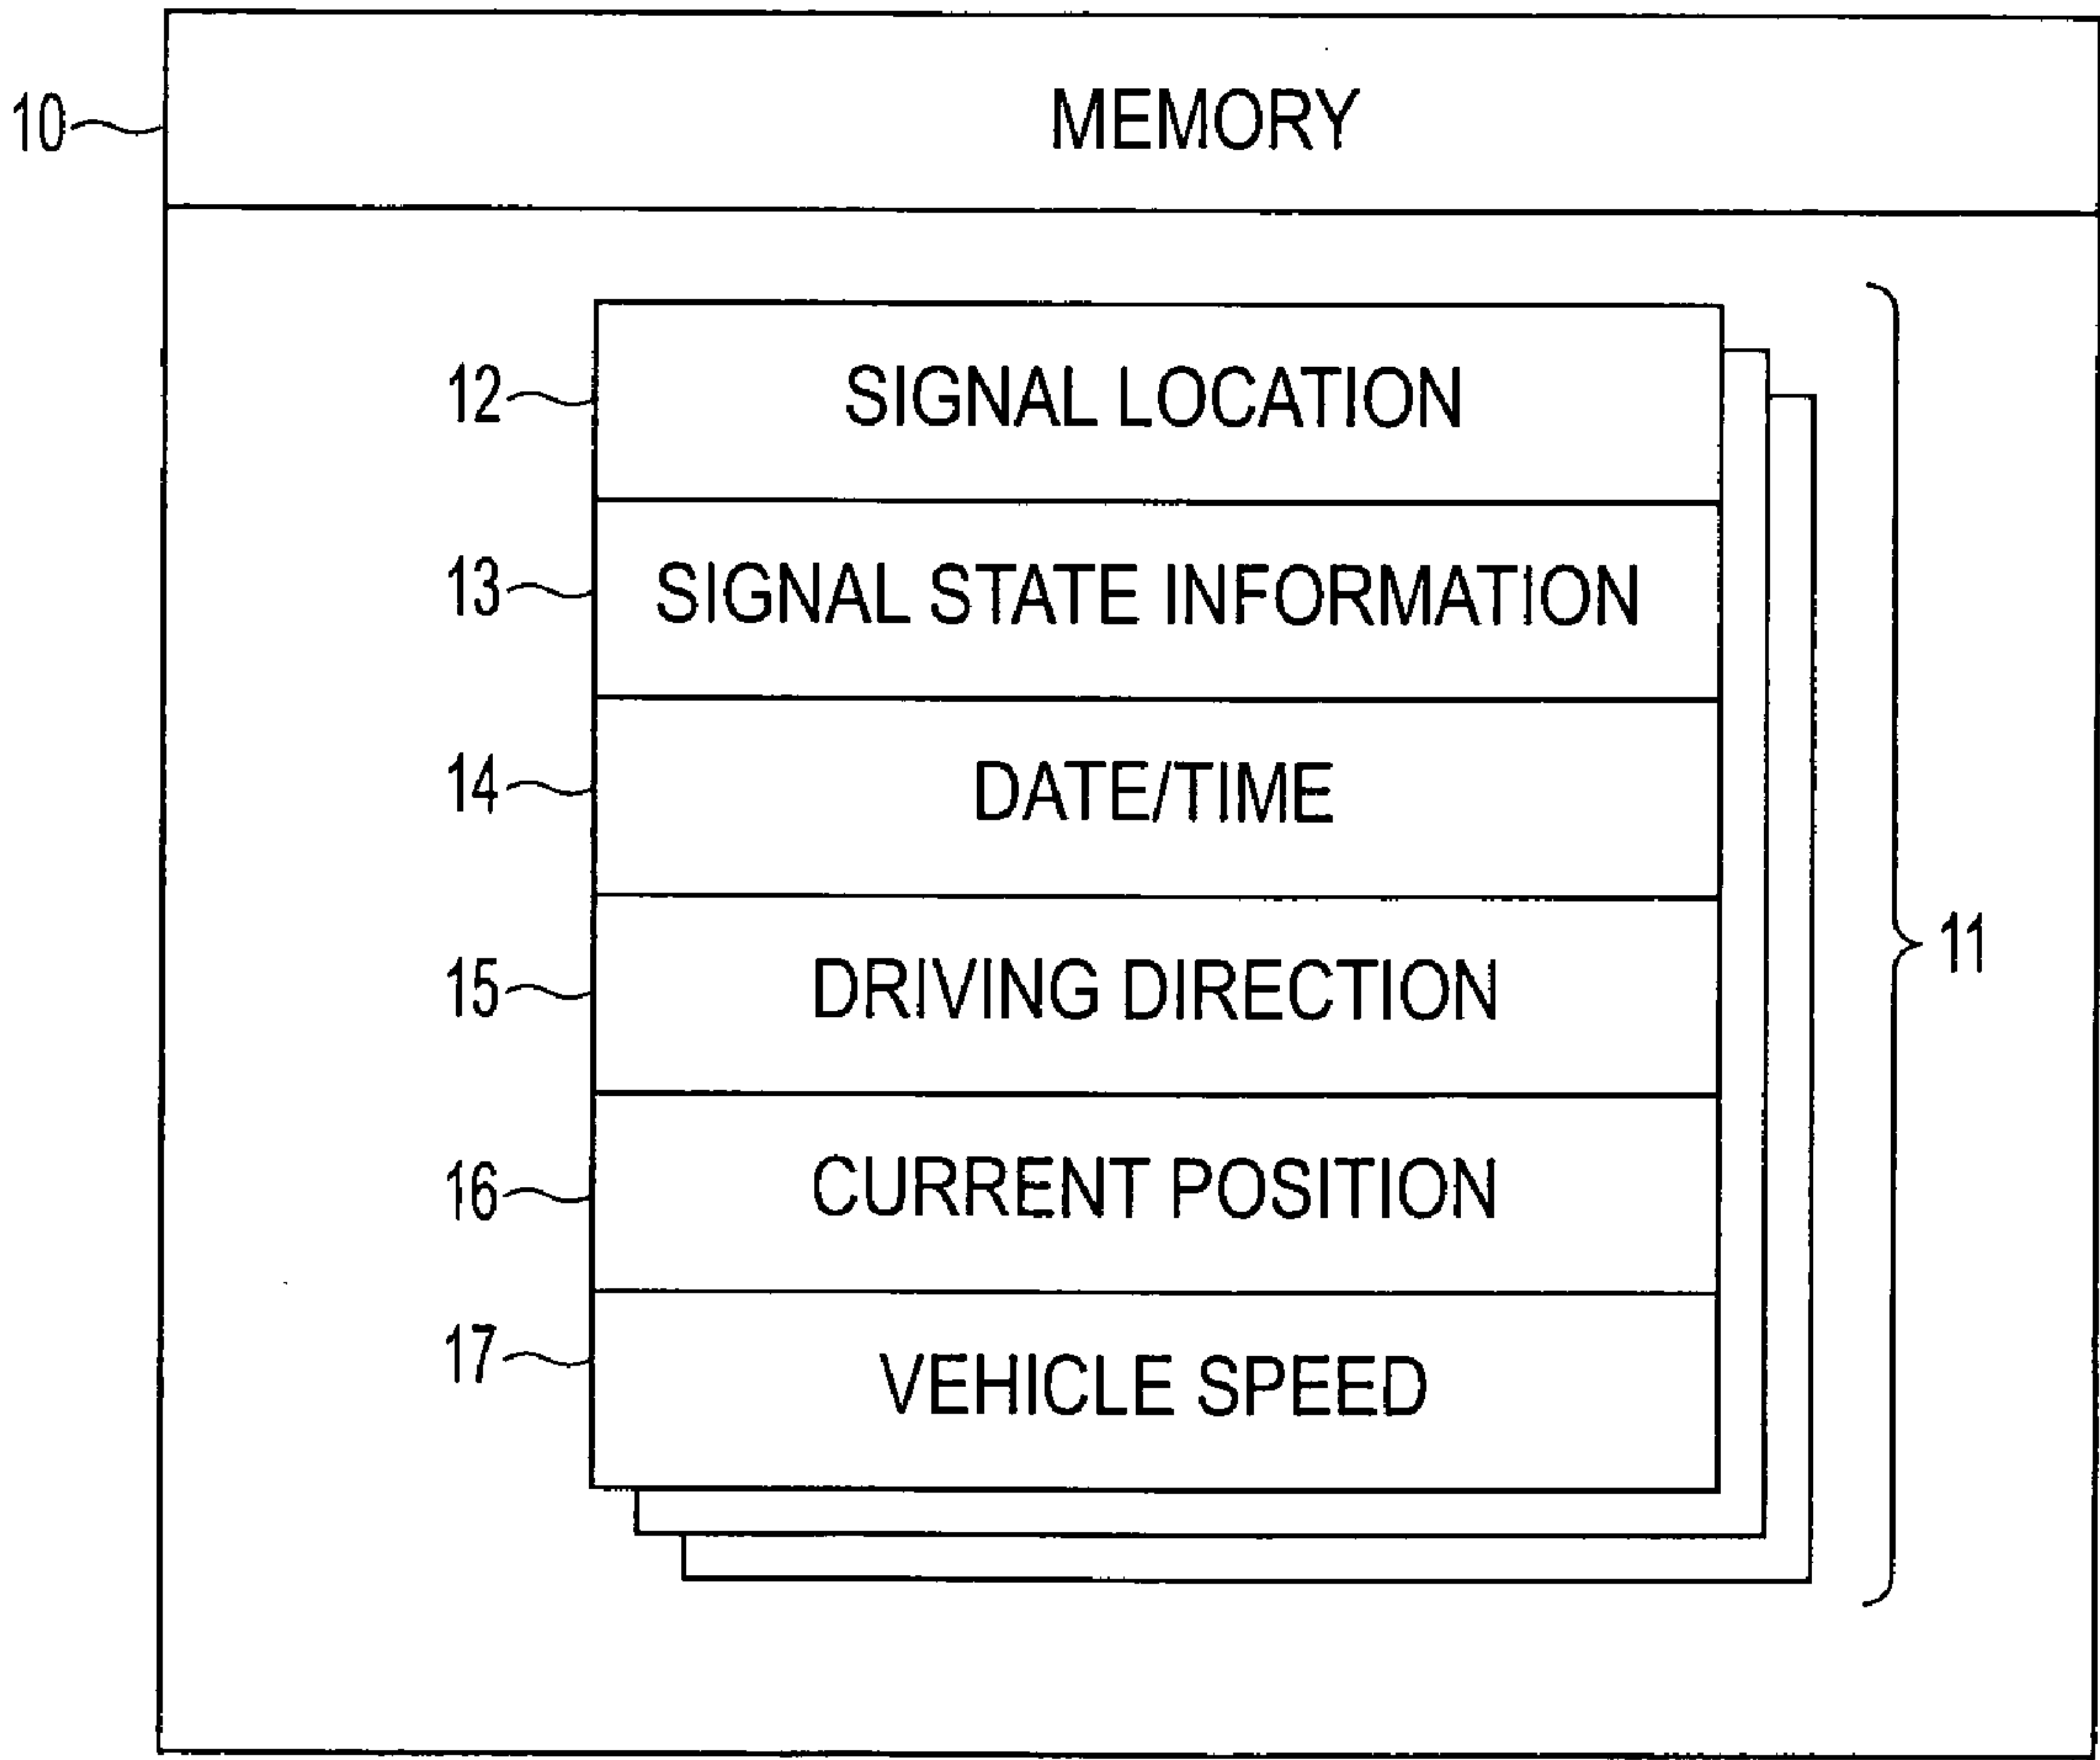 10 MEMORY
12 SIGNAL LOCATION
13 SIGNAL STATE INFORMATION
14 DATE/TIME
15 DRIVING DIRECTION
11
16 CURRENT POSITION
17 VEHICLE SPEED